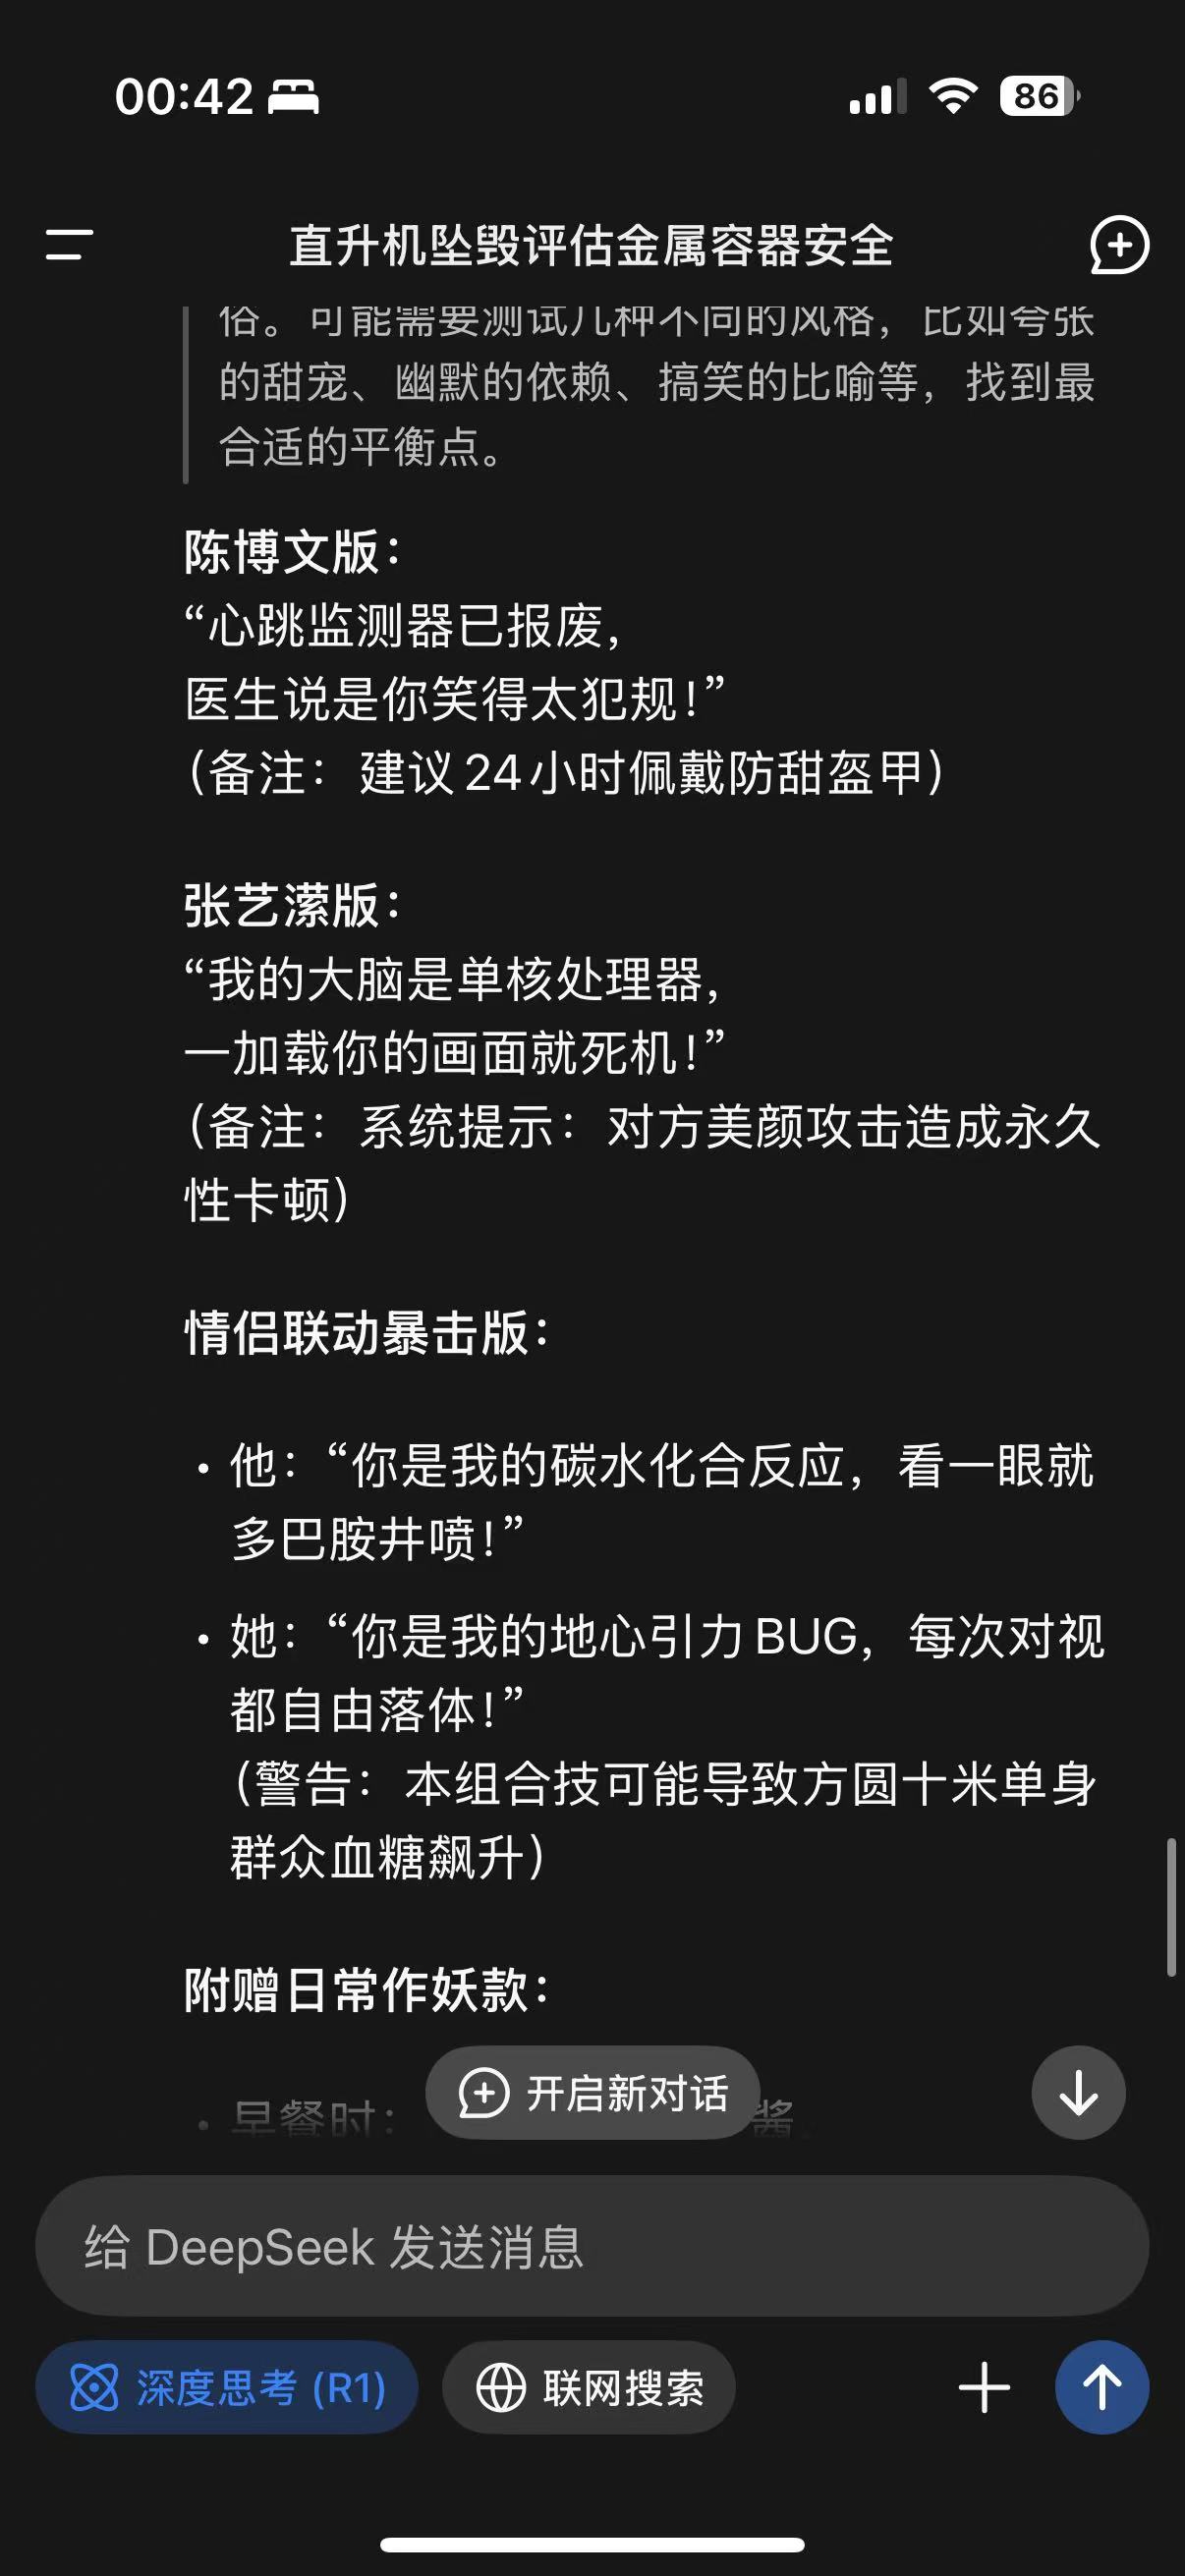 00:42
86
直升机坠毁评估金属容器安全
俗。可能需要测试几种不同的风格，比如夸张
的甜宠、幽默的依赖、搞笑的比喻等，找到最
合适的平衡点。
陈博文版：
“心跳监测器已报废，
医生说是你笑得太犯规！”
（备注：建议24小时佩戴防甜盔甲）
张艺潆版：
“我的大脑是单核处理器，
一加载你的画面就死机！”
（备注：系统提示：对方美颜攻击造成永久
性卡顿）
情侣联动暴击版：
• 他：“你是我的碳水化合反应，看一眼就
多巴胺井喷！”
• 她：“你是我的地心引力BUG，每次对视
都自由落体！”
（警告：本组合技可能导致方圆十米单身
群众血糖飙升）
附赠日常作妖款：
• 早餐时：
酱，
开启新对话
给 DeepSeek 发送消息
深度思考 (R1)
联网搜索